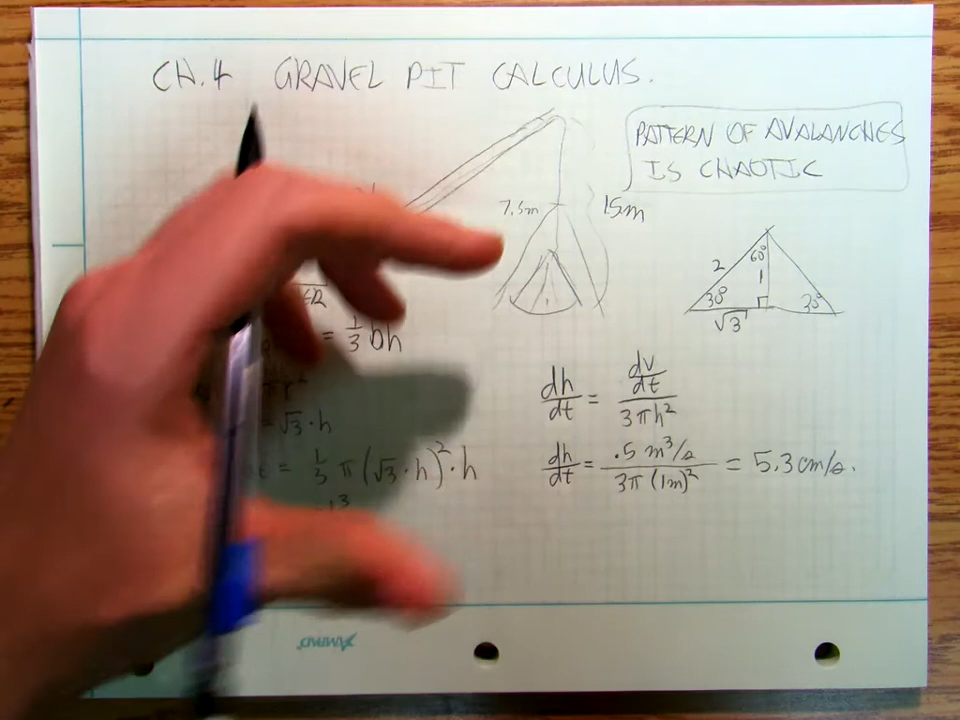 CH.4 GRAVEL PIT CALCULUS.
PATTERN OF AVALANCHES
IS CHAOTIC
7.5m
15m
60°
2
1
30°
30°
√3
= 1/3 bh
πr²
= √3 · h
= 1/3 π (√3 · h)² · h
dh/dt = (dv/dt)/(3πh²)
dh/dt = (.5 m³/s)/(3π (1m)²) = 5.3 cm/s.